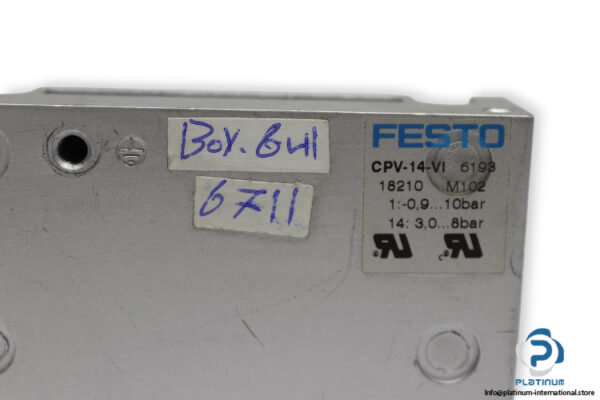 BOX.641
6711
FESTO
CPV-14-VI 6193
18210 M102
1:-0,9...10bar
14: 3,0...8bar
PLATINUM
Info@platinum-international.store